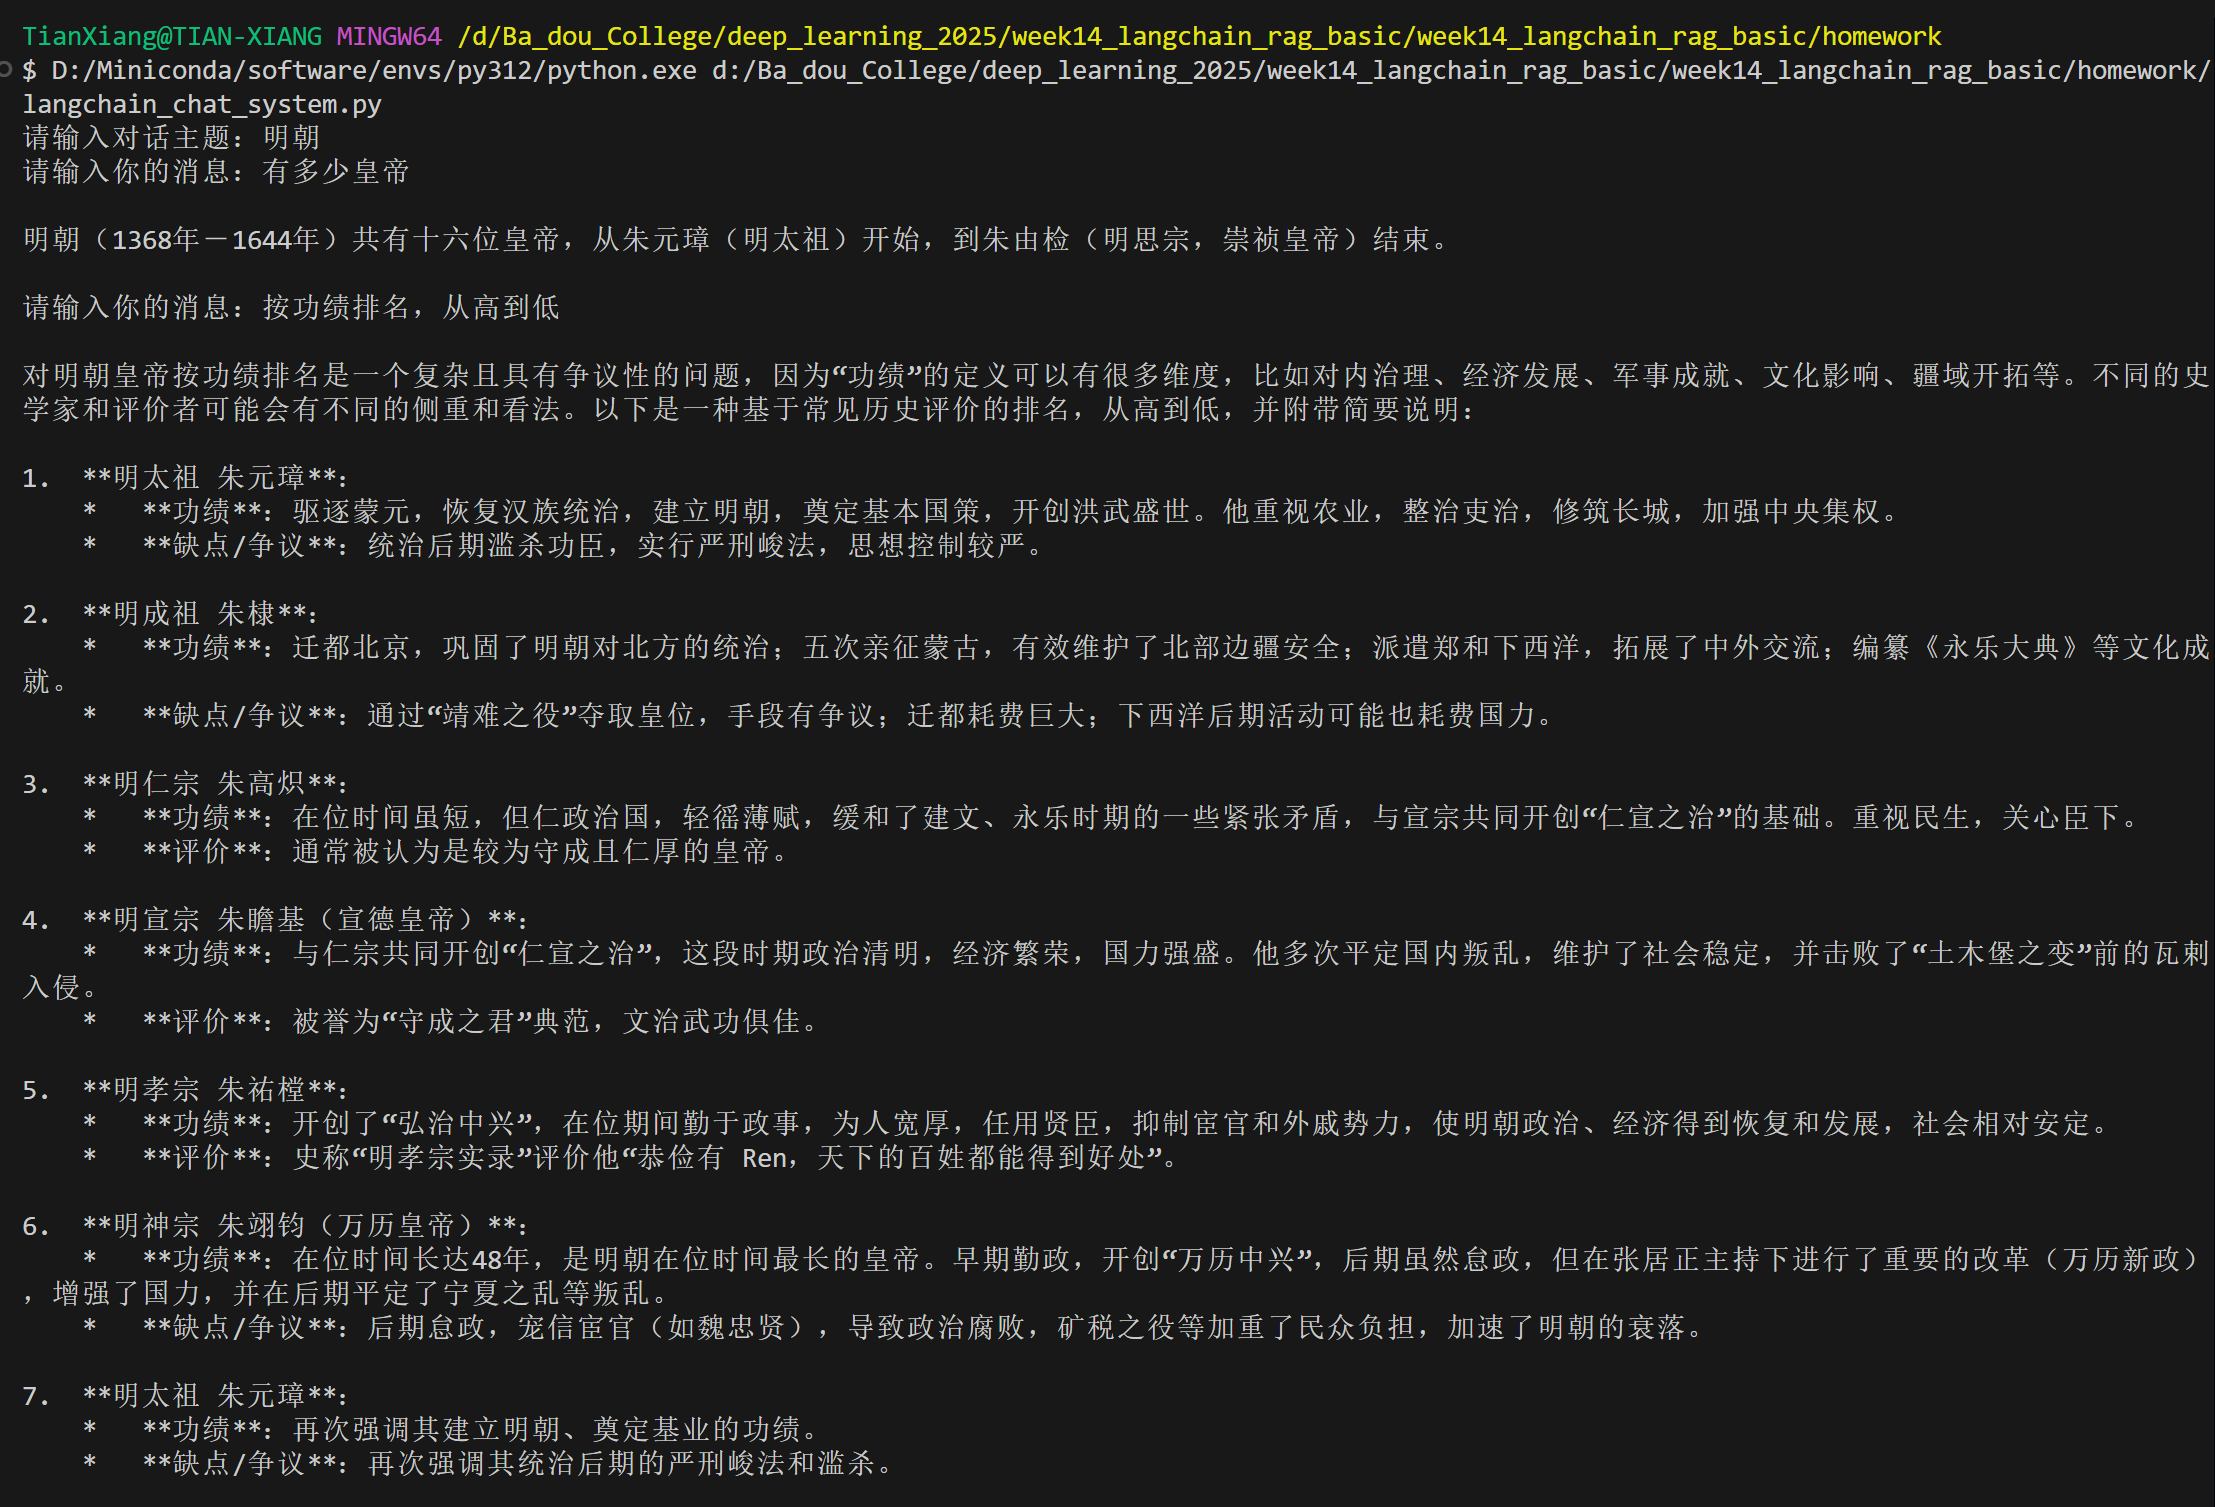 TianXiang@TIAN-XIANG MINGW64 /d/Ba_dou_College/deep_learning_2025/week14_langchain_rag_basic/week14_langchain_rag_basic/homework
$ D:/Miniconda/software/envs/py312/python.exe d:/Ba_dou_College/deep_learning_2025/week14_langchain_rag_basic/week14_langchain_rag_basic/homework/
langchain_chat_system.py
请输入对话主题：明朝
请输入你的消息：有多少皇帝
明朝（1368年－1644年）共有十六位皇帝，从朱元璋（明太祖）开始，到朱由检（明思宗，崇祯皇帝）结束。
请输入你的消息：按功绩排名，从高到低
对明朝皇帝按功绩排名是一个复杂且具有争议性的问题，因为“功绩”的定义可以有很多维度，比如对内治理、经济发展、军事成就、文化影响、疆域开拓等。不同的史
学家和评价者可能会有不同的侧重和看法。以下是一种基于常见历史评价的排名，从高到低，并附带简要说明：
1.  **明太祖 朱元璋**：
    *   **功绩**：驱逐蒙元，恢复汉族统治，建立明朝，奠定基本国策，开创洪武盛世。他重视农业，整治吏治，修筑长城，加强中央集权。
    *   **缺点/争议**：统治后期滥杀功臣，实行严刑峻法，思想控制较严。
2.  **明成祖 朱棣**：
    *   **功绩**：迁都北京，巩固了明朝对北方的统治；五次亲征蒙古，有效维护了北部边疆安全；派遣郑和下西洋，拓展了中外交流；编纂《永乐大典》等文化成
就。
    *   **缺点/争议**：通过“靖难之役”夺取皇位，手段有争议；迁都耗费巨大；下西洋后期活动可能也耗费国力。
3.  **明仁宗 朱高炽**：
    *   **功绩**：在位时间虽短，但仁政治国，轻徭薄赋，缓和了建文、永乐时期的一些紧张矛盾，与宣宗共同开创“仁宣之治”的基础。重视民生，关心臣下。
    *   **评价**：通常被认为是较为守成且仁厚的皇帝。
4.  **明宣宗 朱瞻基（宣德皇帝）**：
    *   **功绩**：与仁宗共同开创“仁宣之治”，这段时期政治清明，经济繁荣，国力强盛。他多次平定国内叛乱，维护了社会稳定，并击败了“土木堡之变”前的瓦剌
入侵。
    *   **评价**：被誉为“守成之君”典范，文治武功俱佳。
5.  **明孝宗 朱祐樘**：
    *   **功绩**：开创了“弘治中兴”，在位期间勤于政事，为人宽厚，任用贤臣，抑制宦官和外戚势力，使明朝政治、经济得到恢复和发展，社会相对安定。
    *   **评价**：史称“明孝宗实录”评价他“恭俭有 Ren，天下的百姓都能得到好处”。
6.  **明神宗 朱翊钧（万历皇帝）**：
    *   **功绩**：在位时间长达48年，是明朝在位时间最长的皇帝。早期勤政，开创“万历中兴”，后期虽然怠政，但在张居正主持下进行了重要的改革（万历新政）
，增强了国力，并在后期平定了宁夏之乱等叛乱。
    *   **缺点/争议**：后期怠政，宠信宦官（如魏忠贤），导致政治腐败，矿税之役等加重了民众负担，加速了明朝的衰落。
7.  **明太祖 朱元璋**：
    *   **功绩**：再次强调其建立明朝、奠定基业的功绩。
    *   **缺点/争议**：再次强调其统治后期的严刑峻法和滥杀。